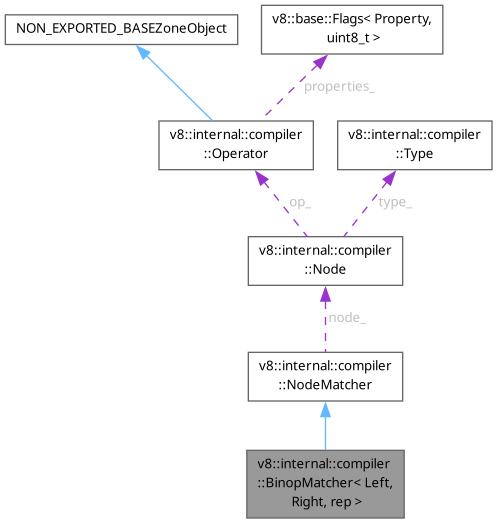 NON_EXPORTED_BASEZoneObject
v8::base::Flags< Property,
uint8_t >
properties_
v8::internal::compiler
::Operator
v8::internal::compiler
::Type
op_
type_
v8::internal::compiler
::Node
node_
v8::internal::compiler
::NodeMatcher
v8::internal::compiler
::BinopMatcher< Left,
Right, rep >